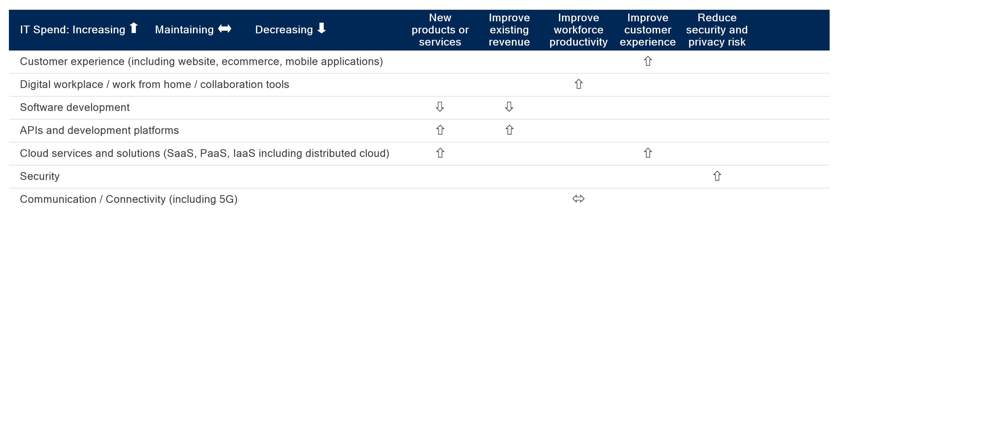 IT Spend: Increasing ⬆ Maintaining ⬌ Decreasing ⬇
New products or services
Improve existing revenue
Improve workforce productivity
Improve customer experience
Reduce security and privacy risk
Customer experience (including website, ecommerce, mobile applications) ⇧
Digital workplace / work from home / collaboration tools ⇧
Software development ⇩ ⇩
APIs and development platforms ⇧ ⇧
Cloud services and solutions (SaaS, PaaS, IaaS including distributed cloud) ⇧ ⇧
Security ⇧
Communication / Connectivity (including 5G) ⬄